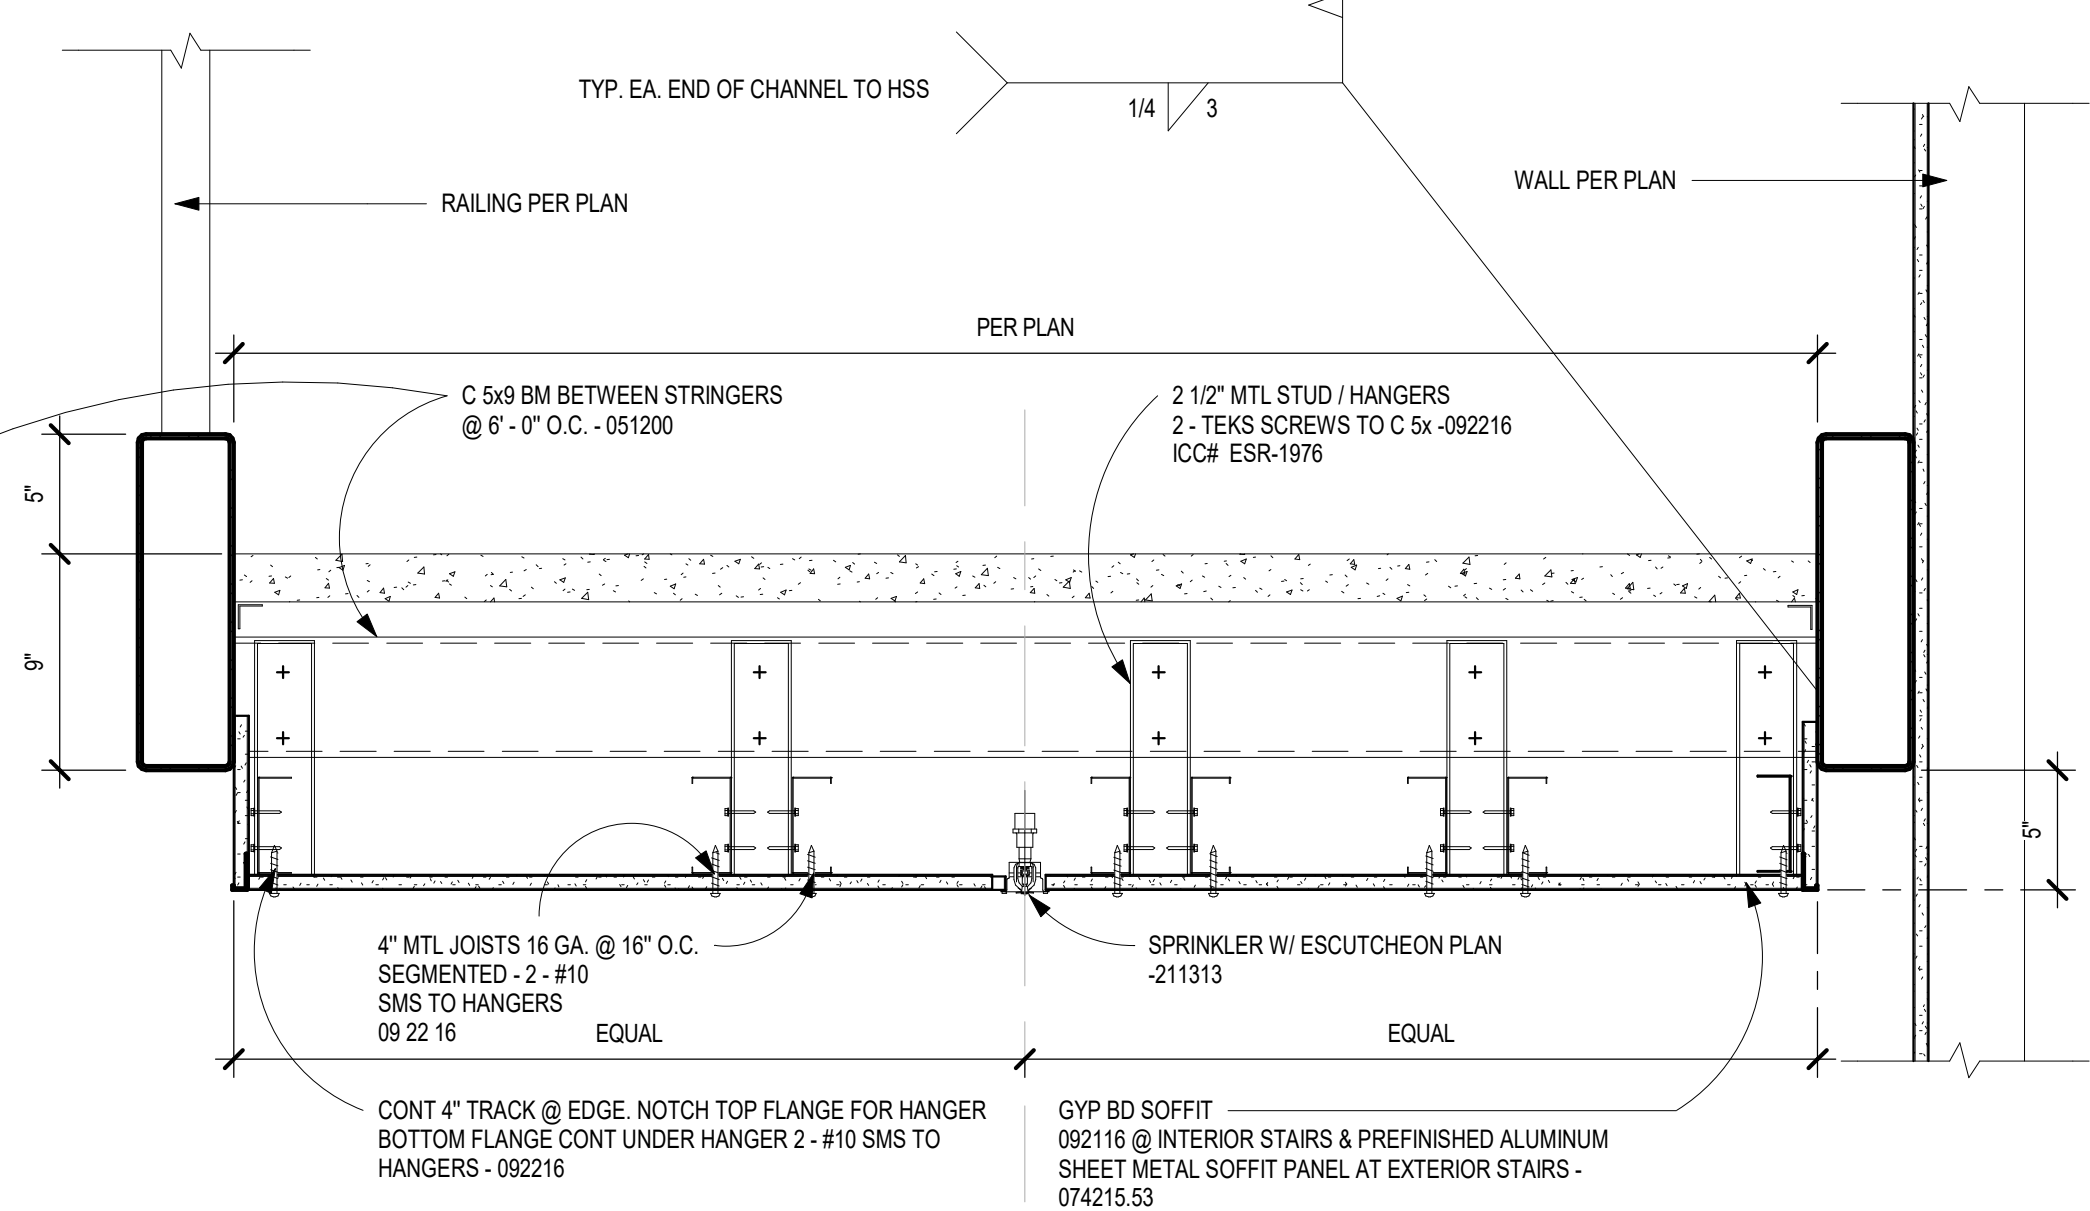 TYP. EA. END OF CHANNEL TO HSS
1/4 3
RAILING PER PLAN
WALL PER PLAN
PER PLAN
C 5x9 BM BETWEEN STRINGERS
@ 6' - 0" O.C. - 051200
2 1/2" MTL STUD / HANGERS
2 - TEKS SCREWS TO C 5x -092216
ICC# ESR-1976
5"
9"
5"
4" MTL JOISTS 16 GA. @ 16" O.C.
SEGMENTED - 2 - #10
SMS TO HANGERS
09 22 16
SPRINKLER W/ ESCUTCHEON PLAN
-211313
EQUAL
EQUAL
CONT 4" TRACK @ EDGE. NOTCH TOP FLANGE FOR HANGER
BOTTOM FLANGE CONT UNDER HANGER 2 - #10 SMS TO
HANGERS - 092216
GYP BD SOFFIT
092116 @ INTERIOR STAIRS & PREFINISHED ALUMINUM
SHEET METAL SOFFIT PANEL AT EXTERIOR STAIRS -
074215.53